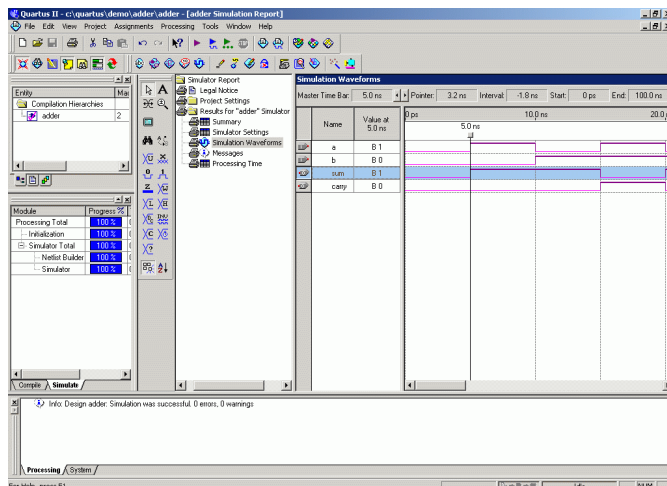 Quartus II - c:\quartus\demo\adder\adder - [adder Simulation Report]
File Edit View Project Assignments Processing Tools Window Help
Entity
Compilation Hierarchies
adder 2
Module Progress %
Processing Total 100 %
Initialization 100 %
Simulator Total 100 %
Netlist Builder 100 %
Simulator 100 %
Compile Simulate
Simulator Report
Legal Notice
Project Settings
Results for "adder" Simulator
Summary
Simulator Settings
Simulation Waveforms
Messages
Processing Time
Simulation Waveforms
Master Time Bar: 5.0 ns Pointer: 3.2 ns Interval: -1.8 ns Start: 0 ps End: 100.0 ns
Name Value at 5.0 ns
0 ps 10.0 ns 20.0
5.0 ns
a B 1
b B 0
sum B 1
carry B 0
Info: Design adder: Simulation was successful. 0 errors, 0 warnings
Processing System
For Help, press F1
Idle NUM